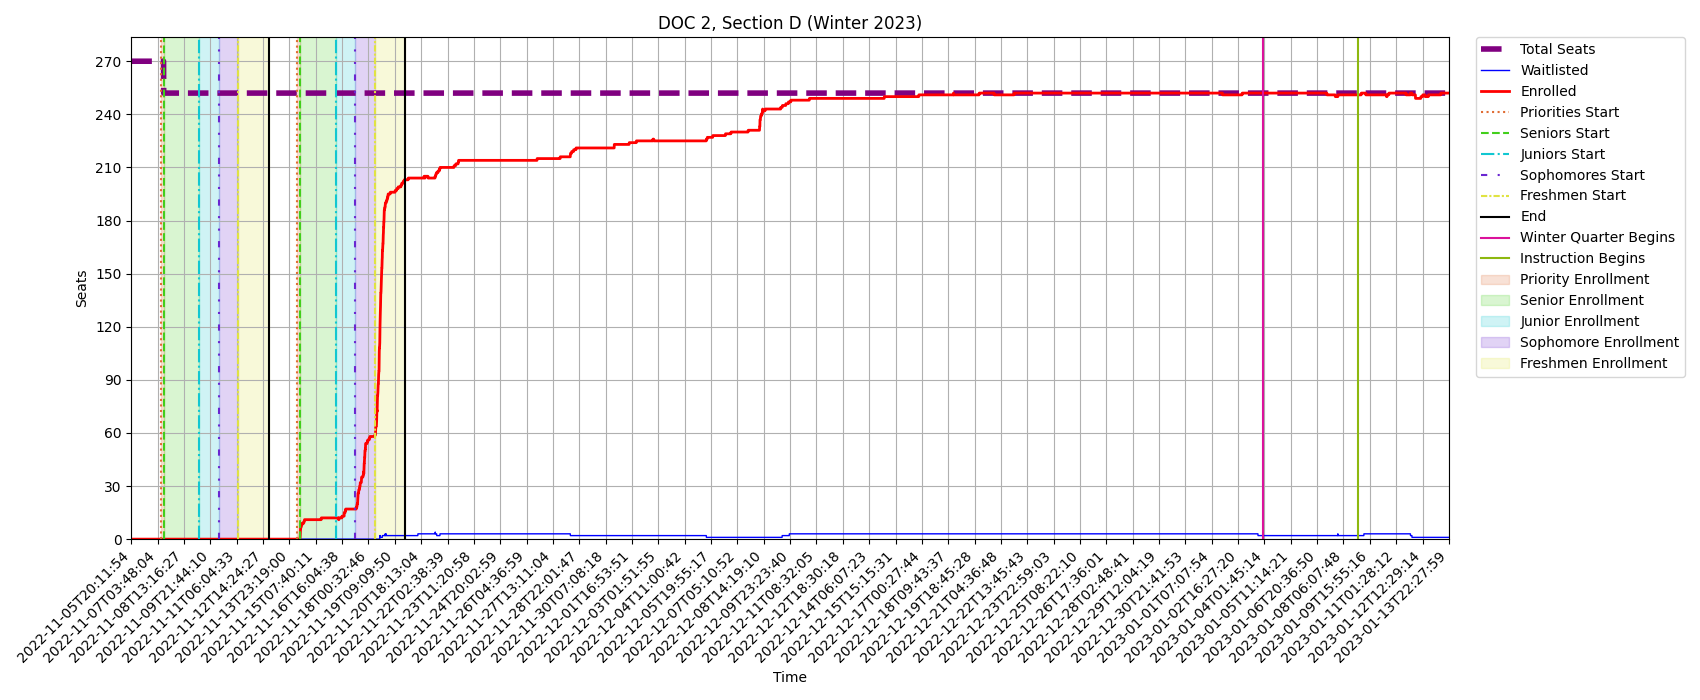 DOC 2, Section D (Winter 2023)
Seats
270
240
210
180
150
120
90
60
30
0
2022-11-05T20:11:54
2022-11-07T03:48:04
2022-11-08T13:16:27
2022-11-09T21:44:10
2022-11-11T06:04:33
2022-11-12T14:24:27
2022-11-13T23:19:00
2022-11-15T07:40:11
2022-11-16T16:04:38
2022-11-18T00:32:46
2022-11-19T09:09:50
2022-11-20T18:13:04
2022-11-22T02:38:39
2022-11-23T11:20:58
2022-11-24T20:02:59
2022-11-26T04:36:59
2022-11-27T13:11:04
2022-11-28T22:01:47
2022-11-30T07:08:18
2022-12-01T16:53:51
2022-12-03T01:51:55
2022-12-04T11:00:42
2022-12-05T19:55:17
2022-12-07T05:10:52
2022-12-08T14:19:10
2022-12-09T23:23:40
2022-12-11T08:32:05
2022-12-12T18:30:18
2022-12-14T06:07:23
2022-12-15T15:15:31
2022-12-17T00:27:44
2022-12-18T09:43:37
2022-12-19T18:45:28
2022-12-21T04:36:48
2022-12-22T13:45:43
2022-12-23T22:59:03
2022-12-25T08:22:10
2022-12-26T17:36:01
2022-12-28T02:48:41
2022-12-29T12:04:19
2022-12-30T21:41:53
2023-01-01T07:07:54
2023-01-02T16:27:20
2023-01-04T01:45:14
2023-01-05T11:14:21
2023-01-06T20:36:50
2023-01-08T06:07:48
2023-01-09T15:55:16
2023-01-11T01:28:12
2023-01-12T12:29:14
2023-01-13T22:27:59
Time
Total Seats
Waitlisted
Enrolled
Priorities Start
Seniors Start
Juniors Start
Sophomores Start
Freshmen Start
End
Winter Quarter Begins
Instruction Begins
Priority Enrollment
Senior Enrollment
Junior Enrollment
Sophomore Enrollment
Freshmen Enrollment